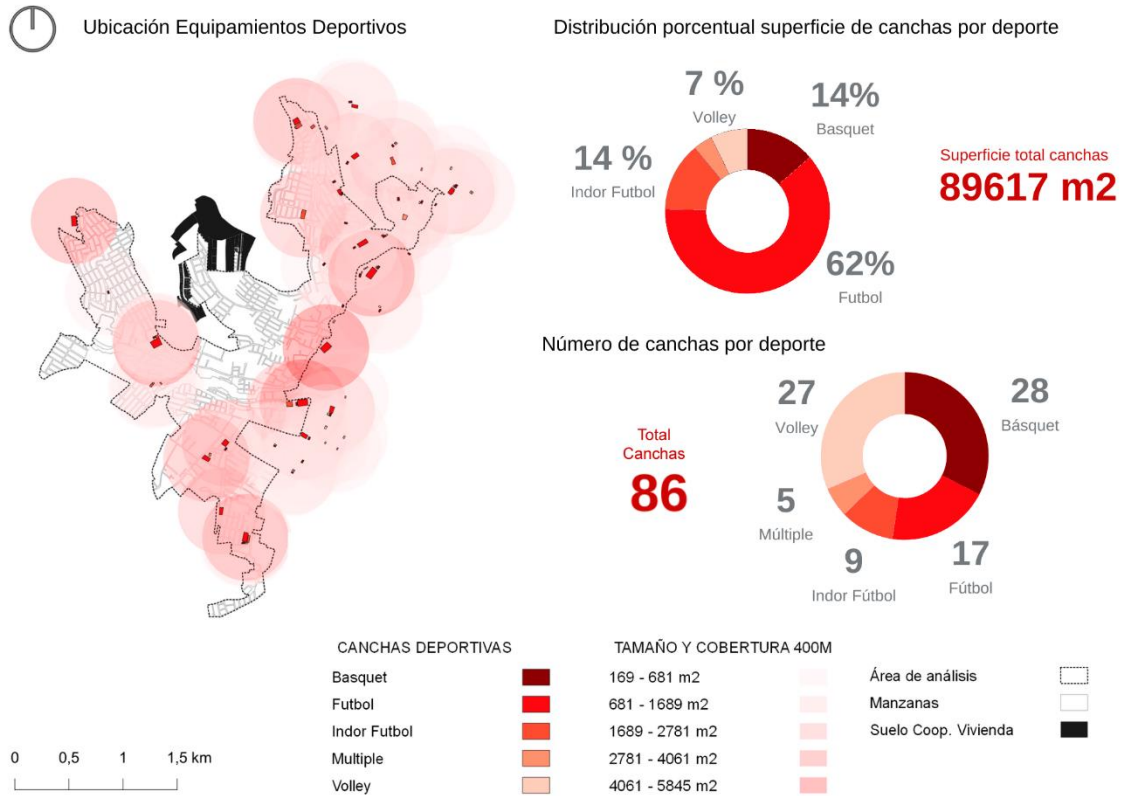 Ubicación Equipamientos Deportivos
Distribución porcentual superficie de canchas por deporte
7 %
Volley
14%
Basquet
14 %
Indor Futbol
62%
Futbol
Superficie total canchas
89617 m2
Número de canchas por deporte
27
Volley
28
Básquet
5
Múltiple
9
Indor Fútbol
17
Fútbol
Total
Canchas
86
CANCHAS DEPORTIVAS
Basquet
Futbol
Indor Futbol
Multiple
Volley
TAMAÑO Y COBERTURA 400M
169 - 681 m2
681 - 1689 m2
1689 - 2781 m2
2781 - 4061 m2
4061 - 5845 m2
Área de análisis
Manzanas
Suelo Coop. Vivienda
0 0,5 1 1,5 km